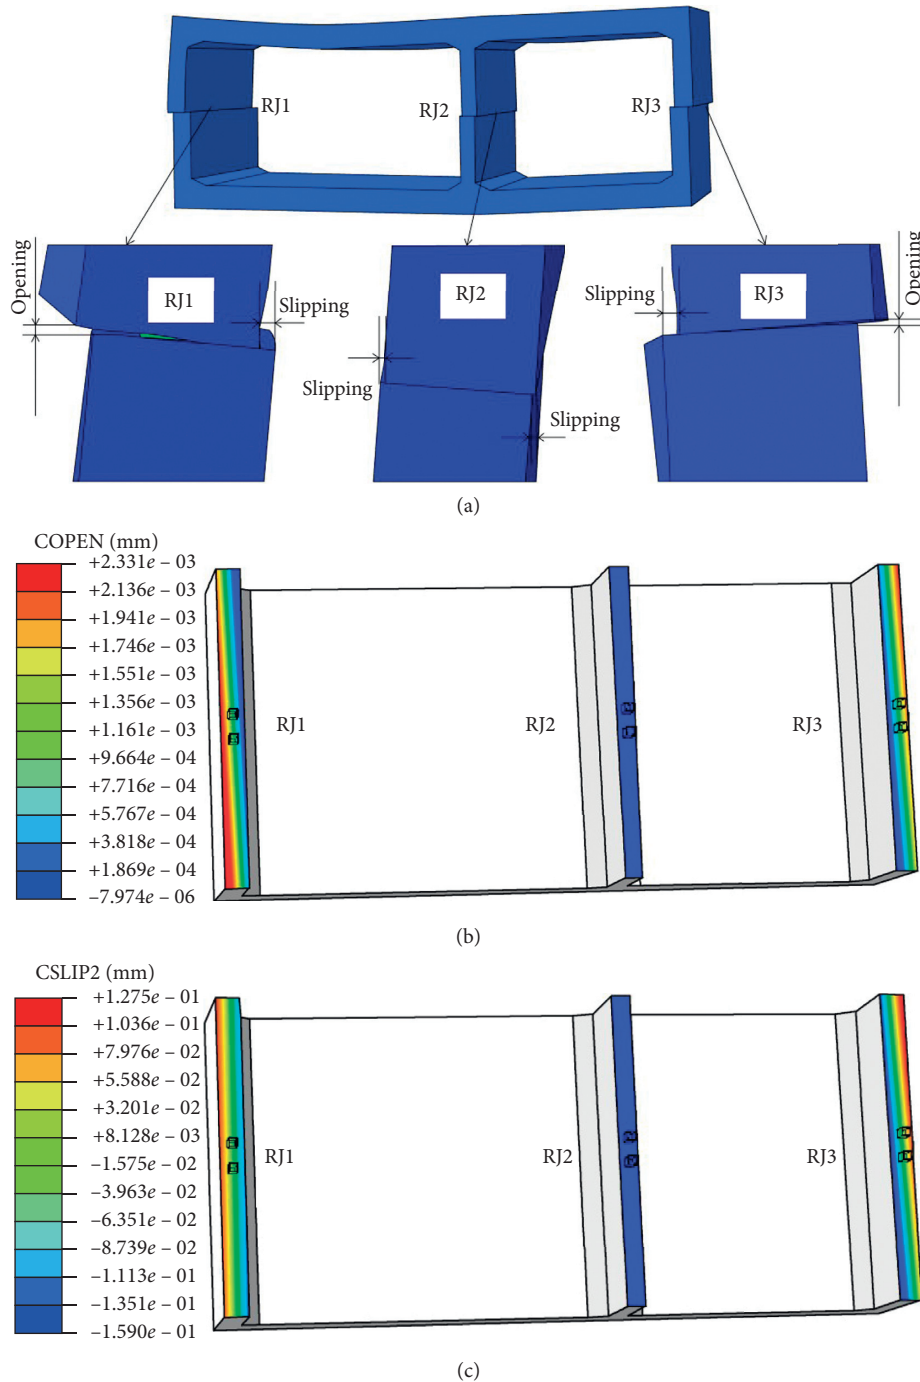 RJ1
RJ2
RJ3
Opening
RJ1
Slipping
RJ2
Slipping
Slipping
Slipping
RJ3
Opening
(a)
COPEN (mm)
+2.331e – 03
+2.136e – 03
+1.941e – 03
+1.746e – 03
+1.551e – 03
+1.356e – 03
+1.161e – 03
+9.664e – 04
+7.716e – 04
+5.767e – 04
+3.818e – 04
+1.869e – 04
–7.974e – 06
RJ1
RJ2
RJ3
(b)
CSLIP2 (mm)
+1.275e – 01
+1.036e – 01
+7.976e – 02
+5.588e – 02
+3.201e – 02
+8.128e – 03
–1.575e – 02
–3.963e – 02
–6.351e – 02
–8.739e – 02
–1.113e – 01
–1.351e – 01
–1.590e – 01
RJ1
RJ2
RJ3
(c)